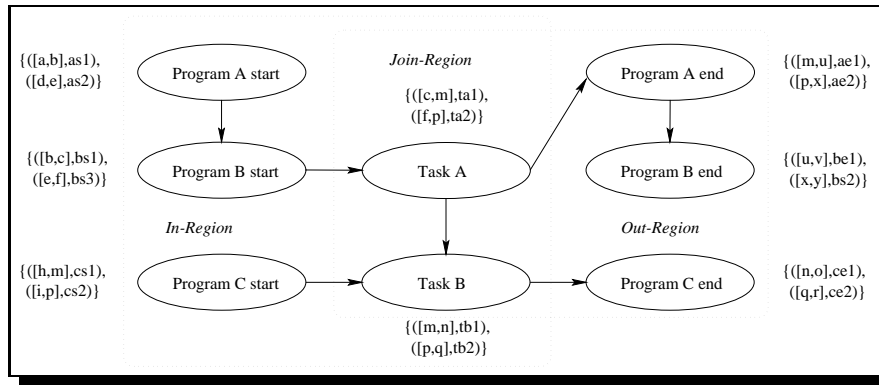 {([a,b],as1),
([d,e],as2)}
Program A start
Join-Region
{([c,m],ta1),
([f,p],ta2)}
Program A end
{([m,u],ae1),
([p,x],ae2)}
{([b,c],bs1),
([e,f],bs3)}
Program B start
Task A
Program B end
{([u,v],be1),
([x,y],bs2)}
In-Region
Out-Region
{([h,m],cs1),
([i,p],cs2)}
Program C start
Task B
Program C end
{([n,o],ce1),
([q,r],ce2)}
{([m,n],tb1),
([p,q],tb2)}